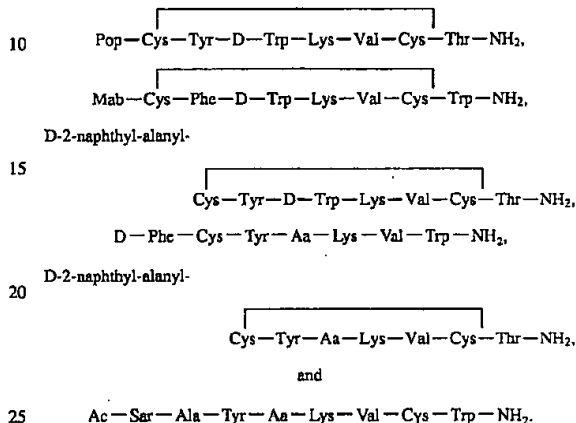 10 Pop—Cys—Tyr—D—Trp—Lys—Val—Cys—Thr—NH₂,
Mab—Cys—Phe—D—Trp—Lys—Val—Cys—Trp—NH₂,
D-2-naphthyl-alanyl-
15 Cys—Tyr—D—Trp—Lys—Val—Cys—Thr—NH₂,
D—Phe—Cys—Tyr—Aa—Lys—Val—Trp—NH₂,
D-2-naphthyl-alanyl-
20
Cys—Tyr—Aa—Lys—Val—Cys—Thr—NH₂,
and
25 Ac—Sar—Ala—Tyr—Aa—Lys—Val—Cys—Trp—NH₂.